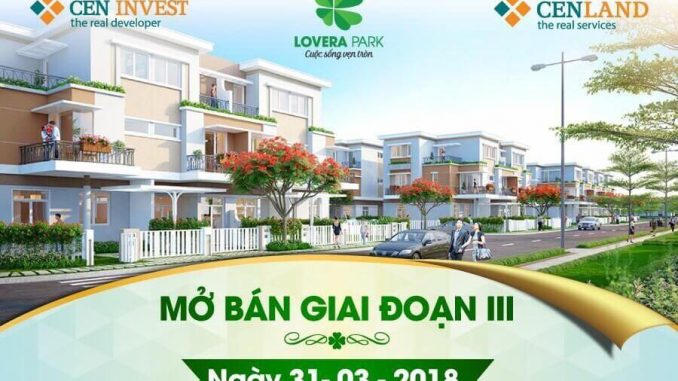 CEN INVEST
the real developer
LOVERA PARK
Cuộc sống vẹn tròn
CENLAND
the real services
MỞ BÁN GIAI ĐOẠN III
Ngày 31- 03 - 2018